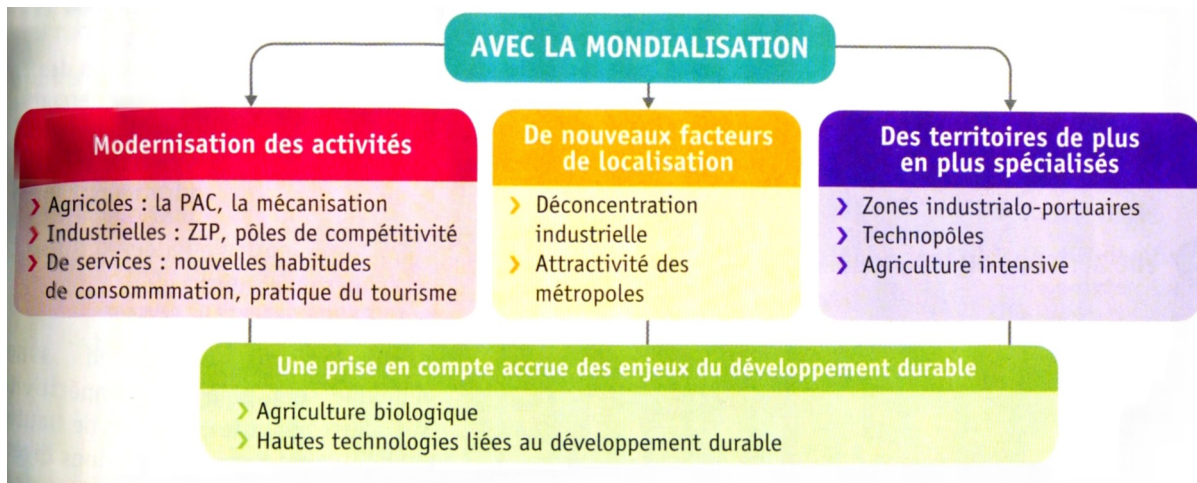 AVEC LA MONDIALISATION
Modernisation des activités
❯ Agricoles : la PAC, la mécanisation
❯ Industrielles : ZIP, pôles de compétitivité
❯ De services : nouvelles habitudes
de consommmation, pratique du tourisme
De nouveaux facteurs
de localisation
❯ Déconcentration
industrielle
❯ Attractivité des
métropoles
Des territoires de plus
en plus spécialisés
❯ Zones industrialo-portuaires
❯ Technopôles
❯ Agriculture intensive
Une prise en compte accrue des enjeux du développement durable
❯ Agriculture biologique
❯ Hautes technologies liées au développement durable